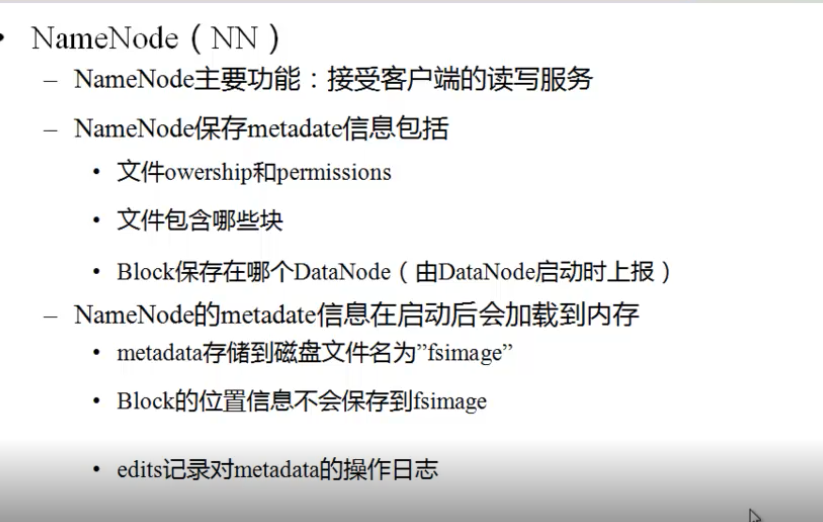 • NameNode（NN）
– NameNode主要功能：接受客户端的读写服务
– NameNode保存metadate信息包括
• 文件owership和permissions
• 文件包含哪些块
• Block保存在哪个DataNode（由DataNode启动时上报）
– NameNode的metadate信息在启动后会加载到内存
• metadata存储到磁盘文件名为”fsimage”
• Block的位置信息不会保存到fsimage
• edits记录对metadata的操作日志